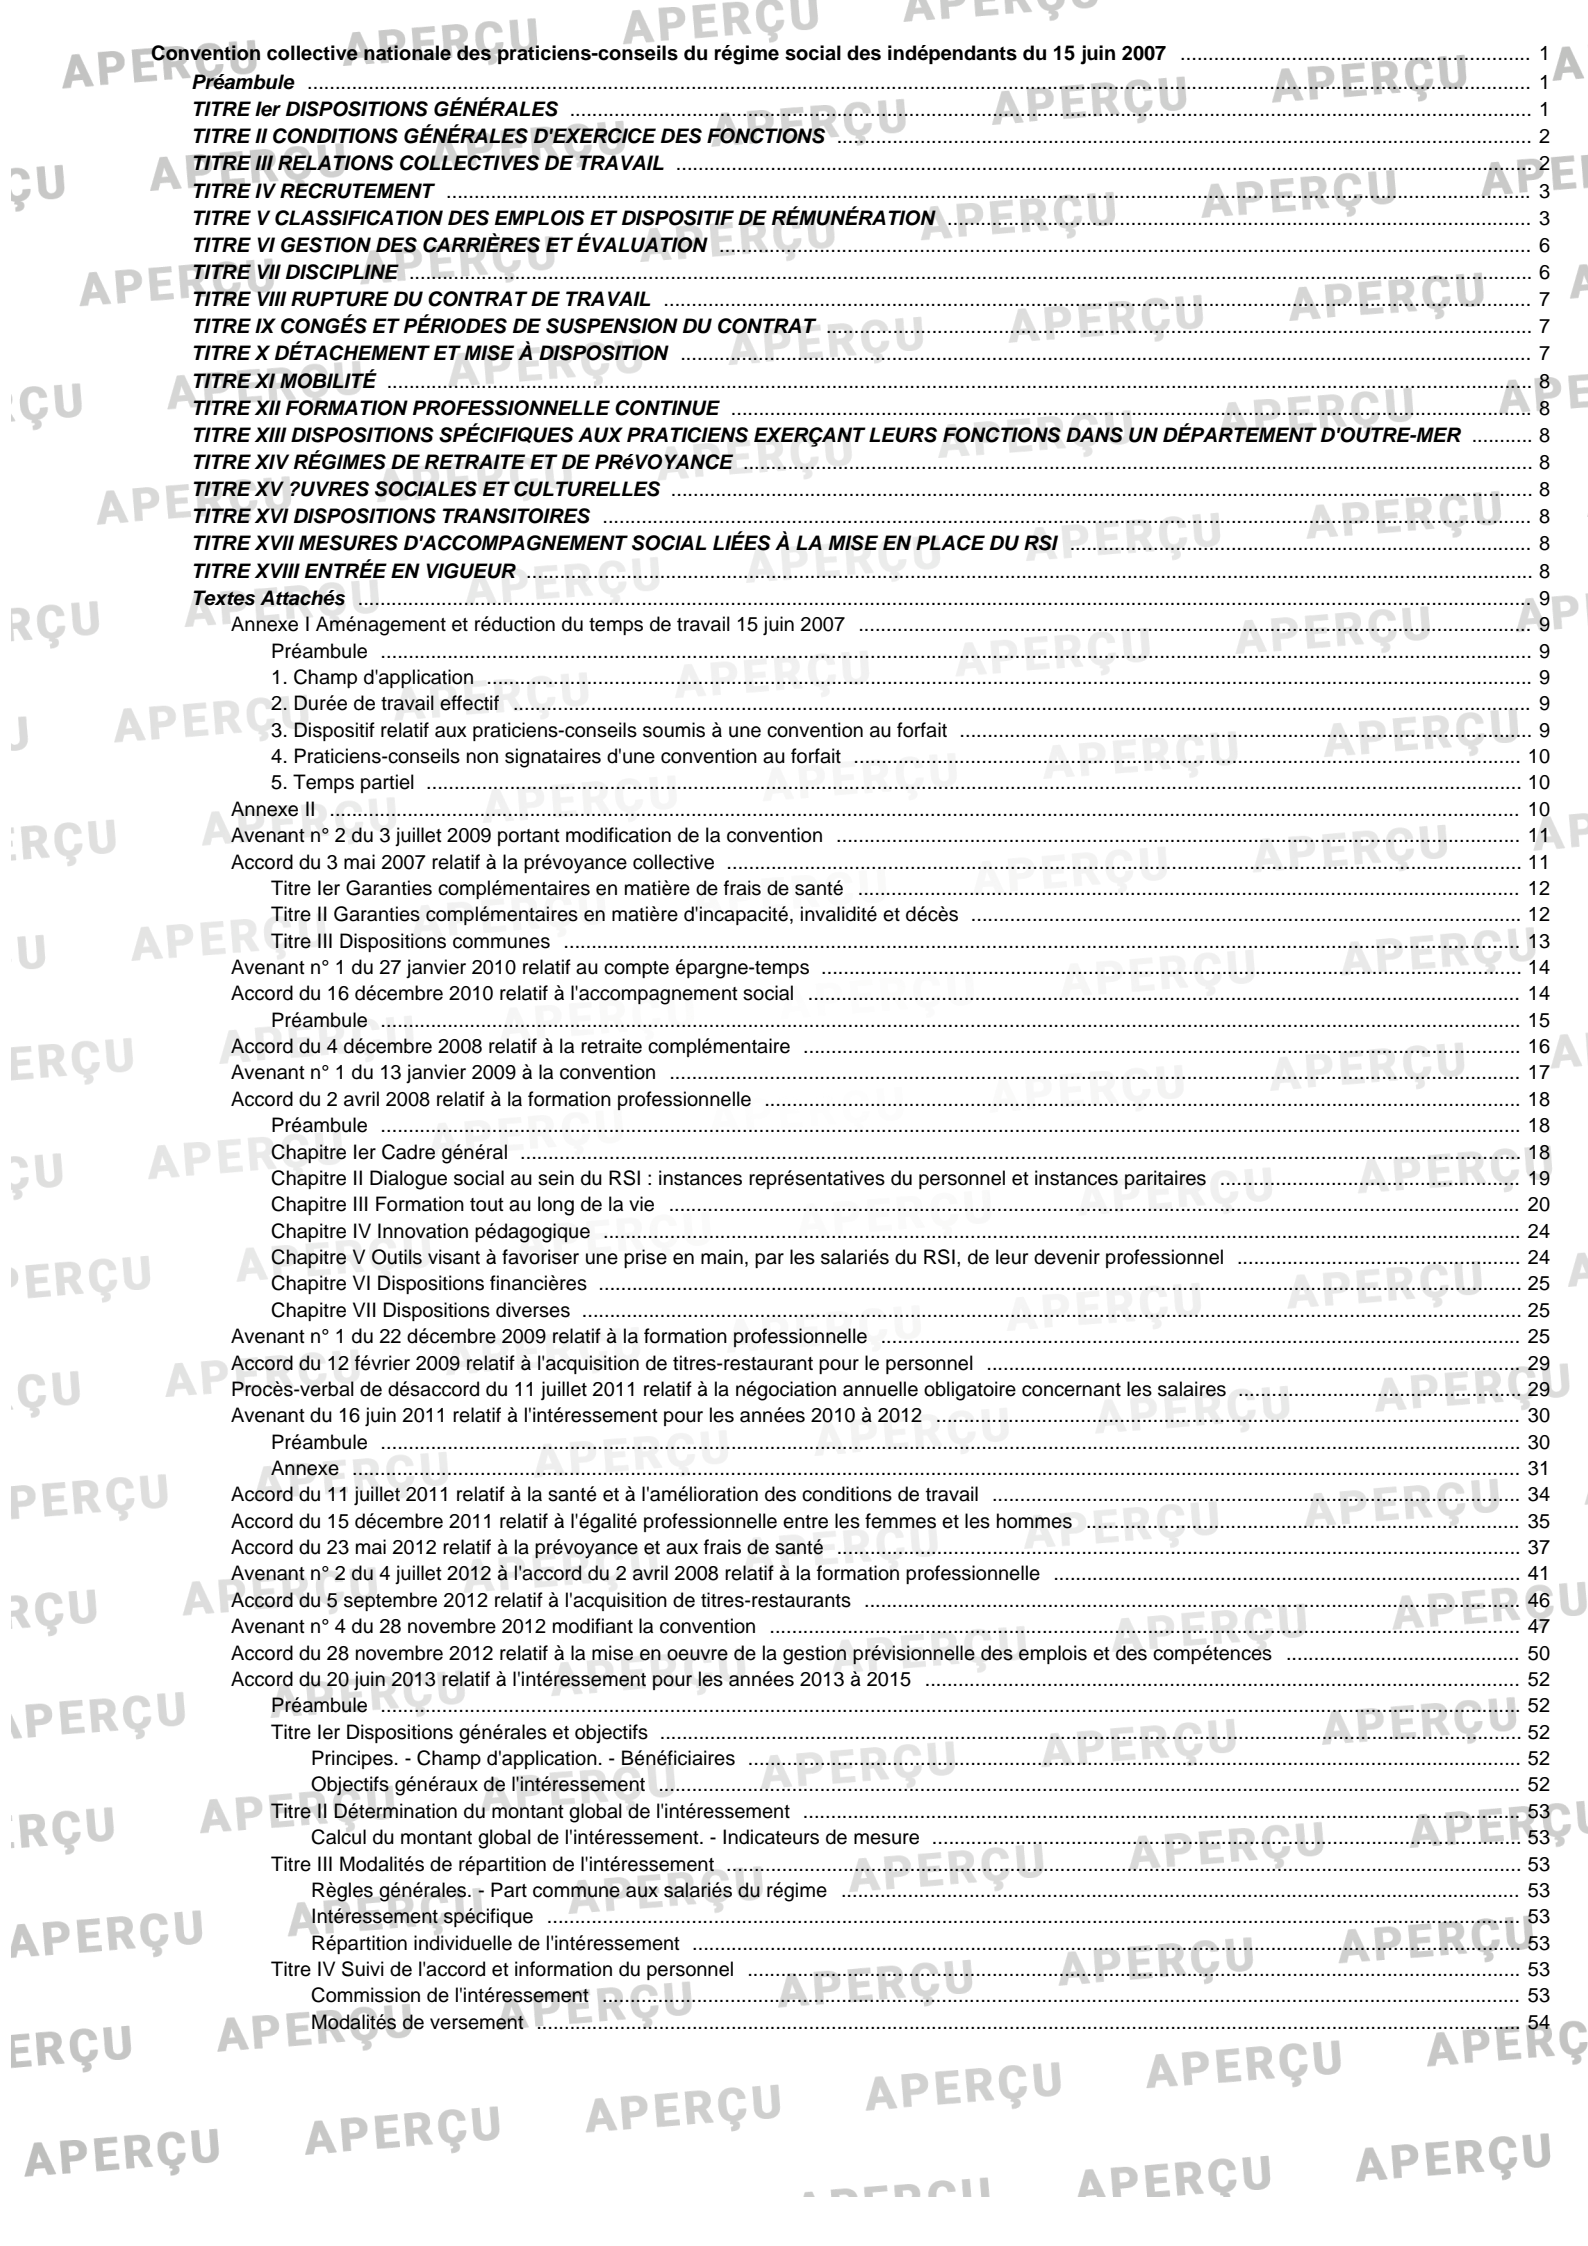 Convention collective nationale des praticiens-conseils du régime social des indépendants du 15 juin 2007 1
Préambule 1
TITRE Ier DISPOSITIONS GÉNÉRALES 1
TITRE II CONDITIONS GÉNÉRALES D'EXERCICE DES FONCTIONS 2
TITRE III RELATIONS COLLECTIVES DE TRAVAIL 2
TITRE IV RECRUTEMENT 3
TITRE V CLASSIFICATION DES EMPLOIS ET DISPOSITIF DE RÉMUNÉRATION 3
TITRE VI GESTION DES CARRIÈRES ET ÉVALUATION 6
TITRE VII DISCIPLINE 6
TITRE VIII RUPTURE DU CONTRAT DE TRAVAIL 7
TITRE IX CONGÉS ET PÉRIODES DE SUSPENSION DU CONTRAT 7
TITRE X DÉTACHEMENT ET MISE À DISPOSITION 7
TITRE XI MOBILITÉ 8
TITRE XII FORMATION PROFESSIONNELLE CONTINUE 8
TITRE XIII DISPOSITIONS SPÉCIFIQUES AUX PRATICIENS EXERÇANT LEURS FONCTIONS DANS UN DÉPARTEMENT D'OUTRE-MER 8
TITRE XIV RÉGIMES DE RETRAITE ET DE PRéVOYANCE 8
TITRE XV ?UVRES SOCIALES ET CULTURELLES 8
TITRE XVI DISPOSITIONS TRANSITOIRES 8
TITRE XVII MESURES D'ACCOMPAGNEMENT SOCIAL LIÉES À LA MISE EN PLACE DU RSI 8
TITRE XVIII ENTRÉE EN VIGUEUR 8
Textes Attachés 9
Annexe I Aménagement et réduction du temps de travail 15 juin 2007 9
Préambule 9
1. Champ d'application 9
2. Durée de travail effectif 9
3. Dispositif relatif aux praticiens-conseils soumis à une convention au forfait 9
4. Praticiens-conseils non signataires d'une convention au forfait 10
5. Temps partiel 10
Annexe II 10
Avenant n° 2 du 3 juillet 2009 portant modification de la convention 11
Accord du 3 mai 2007 relatif à la prévoyance collective 11
Titre Ier Garanties complémentaires en matière de frais de santé 12
Titre II Garanties complémentaires en matière d'incapacité, invalidité et décès 12
Titre III Dispositions communes 13
Avenant n° 1 du 27 janvier 2010 relatif au compte épargne-temps 14
Accord du 16 décembre 2010 relatif à l'accompagnement social 14
Préambule 15
Accord du 4 décembre 2008 relatif à la retraite complémentaire 16
Avenant n° 1 du 13 janvier 2009 à la convention 17
Accord du 2 avril 2008 relatif à la formation professionnelle 18
Préambule 18
Chapitre Ier Cadre général 18
Chapitre II Dialogue social au sein du RSI : instances représentatives du personnel et instances paritaires 19
Chapitre III Formation tout au long de la vie 20
Chapitre IV Innovation pédagogique 24
Chapitre V Outils visant à favoriser une prise en main, par les salariés du RSI, de leur devenir professionnel 24
Chapitre VI Dispositions financières 25
Chapitre VII Dispositions diverses 25
Avenant n° 1 du 22 décembre 2009 relatif à la formation professionnelle 25
Accord du 12 février 2009 relatif à l'acquisition de titres-restaurant pour le personnel 29
Procès-verbal de désaccord du 11 juillet 2011 relatif à la négociation annuelle obligatoire concernant les salaires 29
Avenant du 16 juin 2011 relatif à l'intéressement pour les années 2010 à 2012 30
Préambule 30
Annexe 31
Accord du 11 juillet 2011 relatif à la santé et à l'amélioration des conditions de travail 34
Accord du 15 décembre 2011 relatif à l'égalité professionnelle entre les femmes et les hommes 35
Accord du 23 mai 2012 relatif à la prévoyance et aux frais de santé 37
Avenant n° 2 du 4 juillet 2012 à l'accord du 2 avril 2008 relatif à la formation professionnelle 41
Accord du 5 septembre 2012 relatif à l'acquisition de titres-restaurants 46
Avenant n° 4 du 28 novembre 2012 modifiant la convention 47
Accord du 28 novembre 2012 relatif à la mise en oeuvre de la gestion prévisionnelle des emplois et des compétences 50
Accord du 20 juin 2013 relatif à l'intéressement pour les années 2013 à 2015 52
Préambule 52
Titre Ier Dispositions générales et objectifs 52
Principes. - Champ d'application. - Bénéficiaires 52
Objectifs généraux de l'intéressement 52
Titre II Détermination du montant global de l'intéressement 53
Calcul du montant global de l'intéressement. - Indicateurs de mesure 53
Titre III Modalités de répartition de l'intéressement 53
Règles générales. - Part commune aux salariés du régime 53
Intéressement spécifique 53
Répartition individuelle de l'intéressement 53
Titre IV Suivi de l'accord et information du personnel 53
Commission de l'intéressement 53
Modalités de versement 54
APERÇU